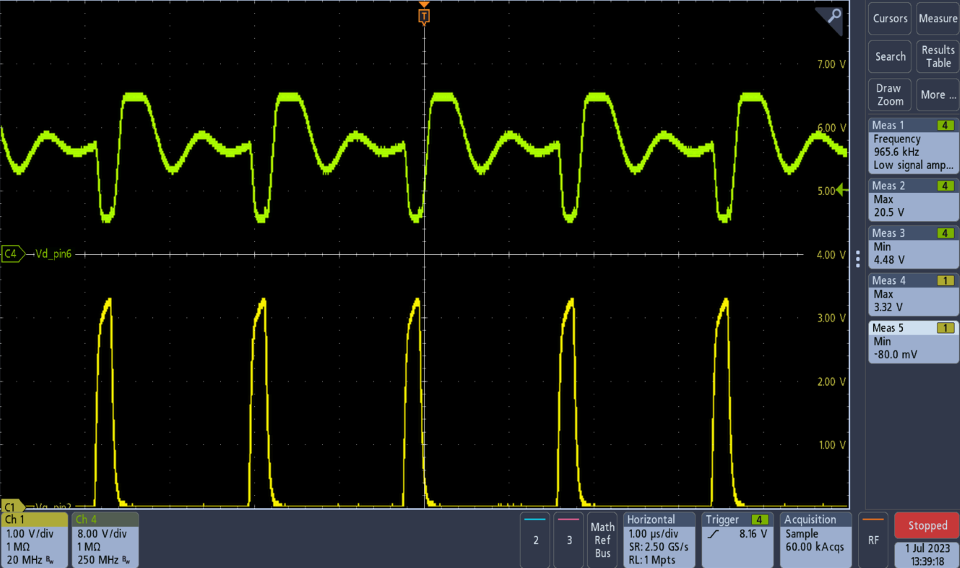 T
Cursors
Measure
Search
Results
Table
Draw
Zoom
More ...
7.00 V
6.00 V
5.00 V
4.00 V
3.00 V
2.00 V
1.00 V
C4
Vd_pin6
C1
Meas 1
4
Frequency
965.6 kHz
Low signal amp...
Meas 2
4
Max
20.5 V
Meas 3
4
Min
4.48 V
Meas 4
1
Max
3.32 V
Meas 5
1
Min
-80.0 mV
Ch 1
1.00 V/div
1 MΩ
20 MHz Bw
Ch 4
8.00 V/div
1 MΩ
250 MHz Bw
2
3
Math
Ref
Bus
Horizontal
1.00 µs/div
SR: 2.50 GS/s
RL: 1 Mpts
Trigger
4
8.16 V
Acquisition
Sample
60.00 kAcqs
RF
Stopped
1 Jul 2023
13:39:18